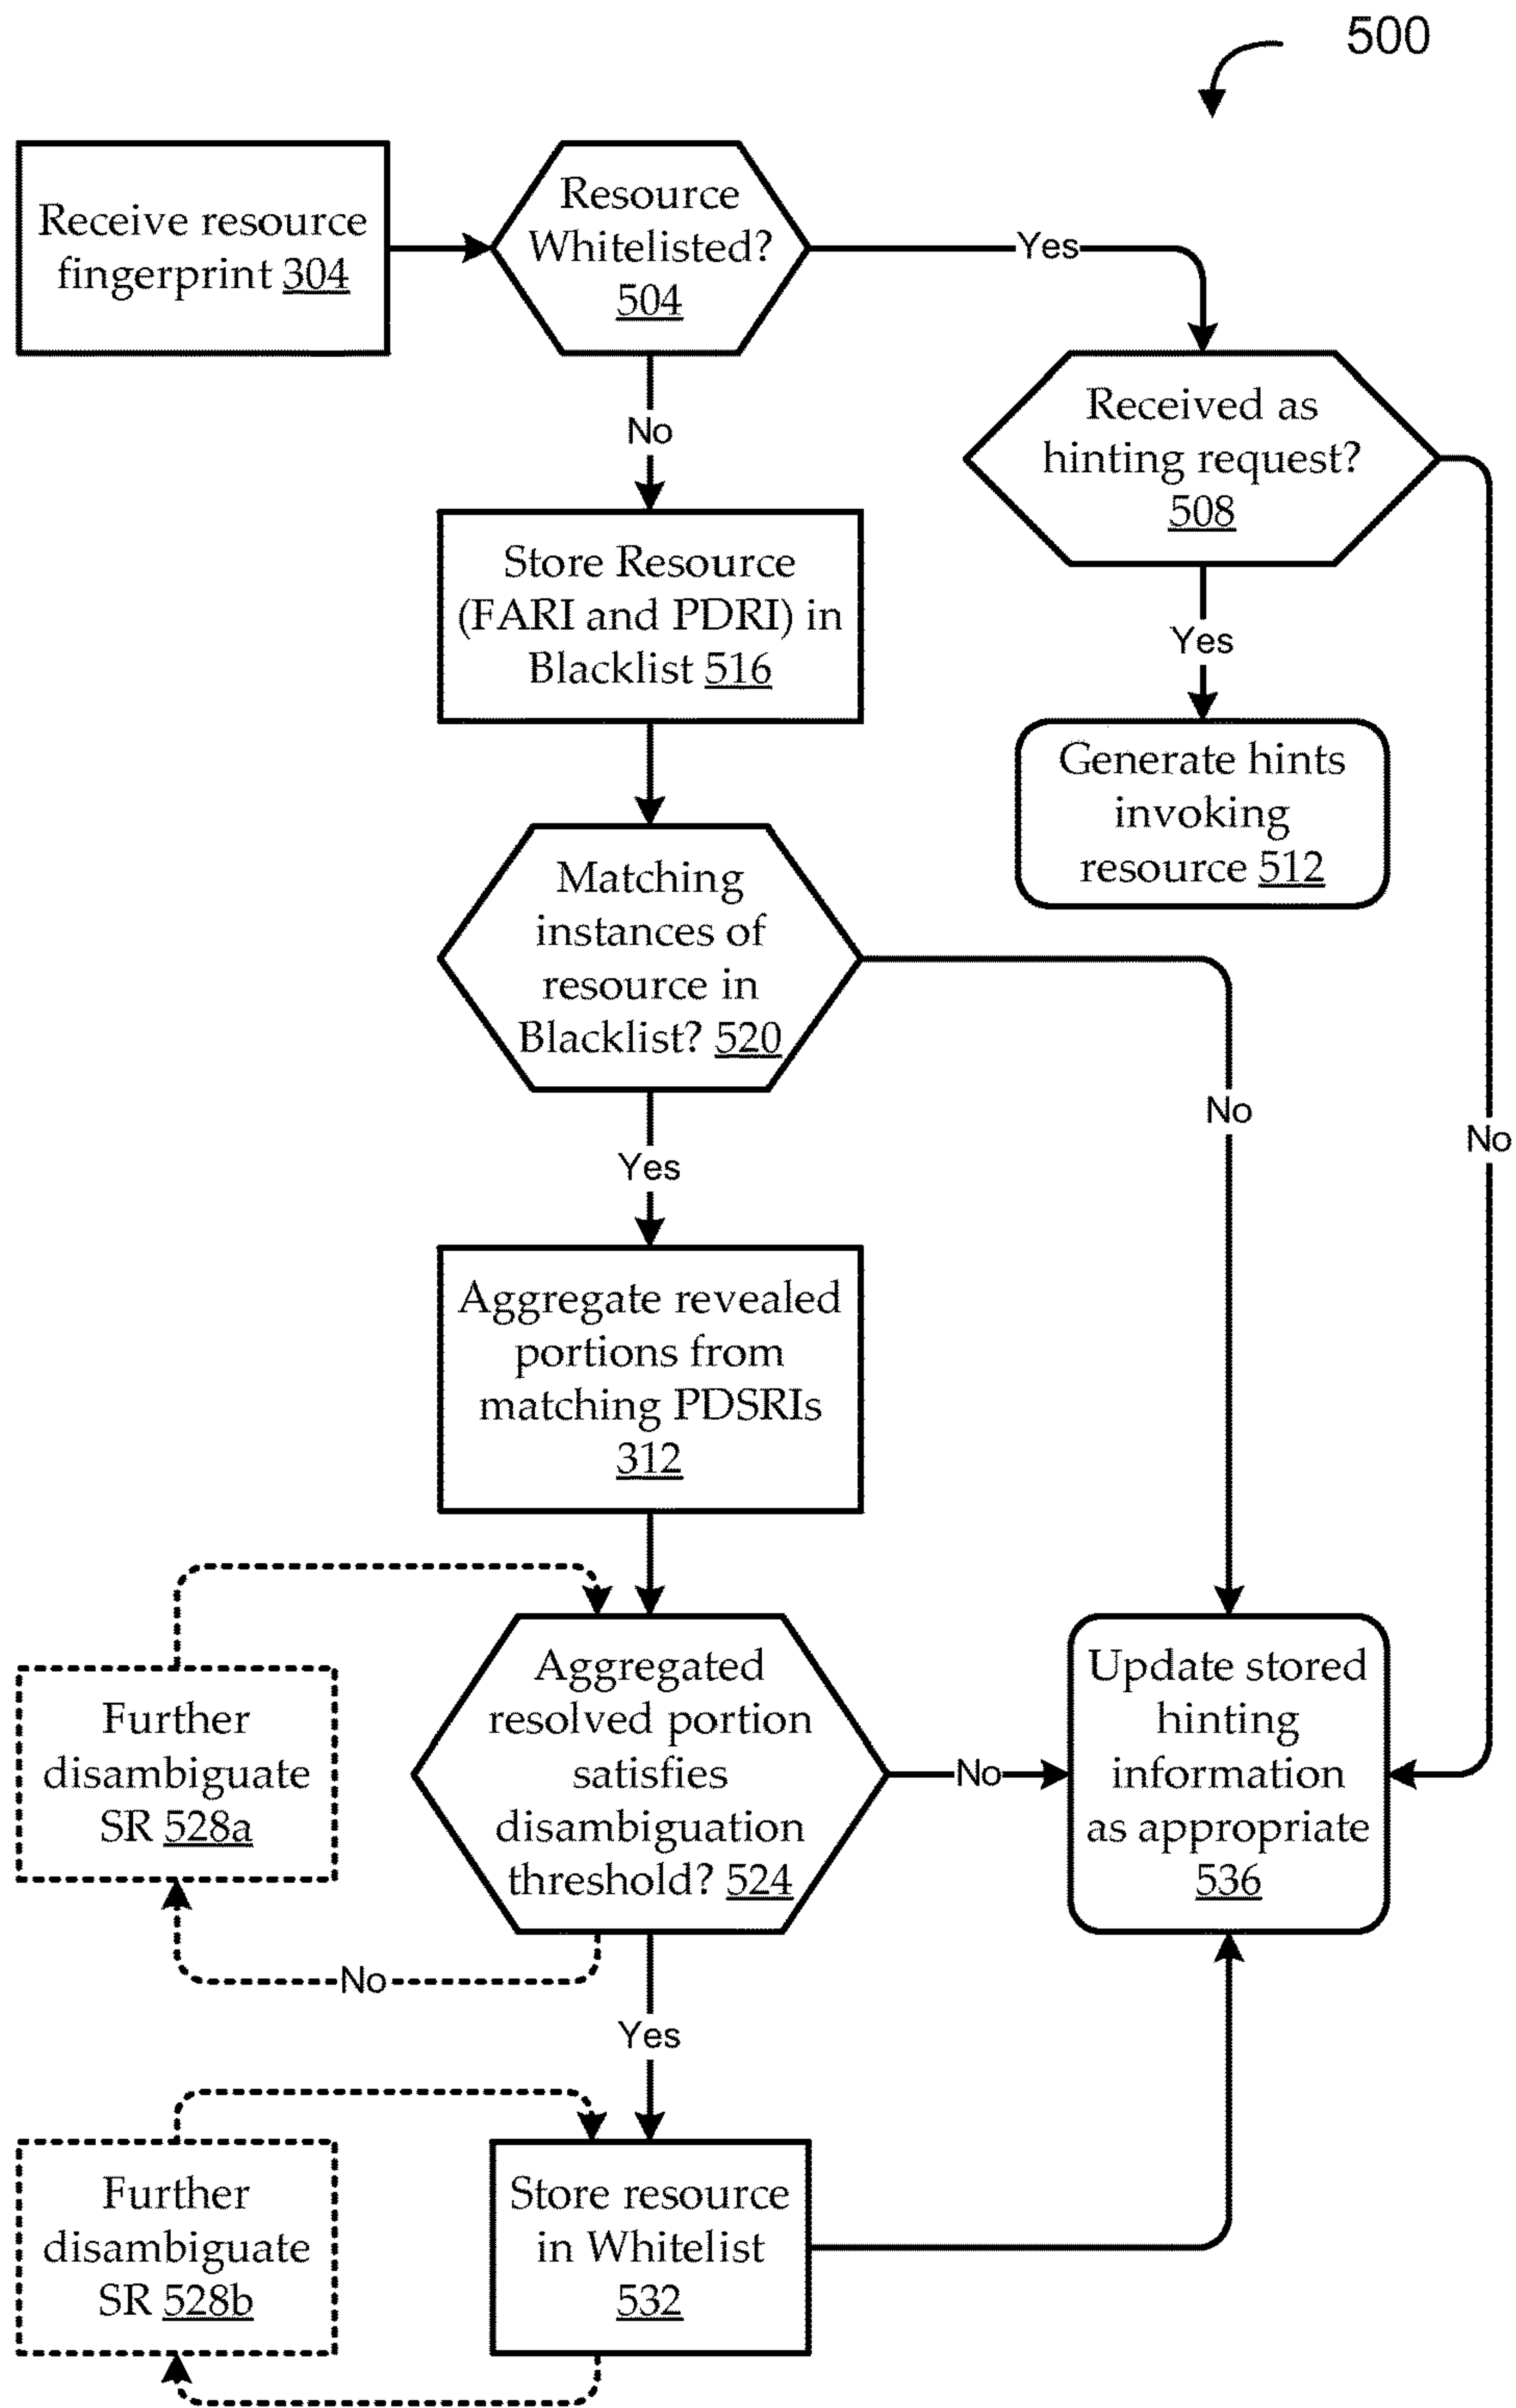 500
Receive resource
fingerprint 304
Resource
Whitelisted?
504
Yes
No
Received as
hinting request?
508
Yes
No
Generate hints
invoking
resource 512
Store Resource
(FARI and PDRI) in
Blacklist 516
Matching
instances of
resource in
Blacklist? 520
No
Yes
Aggregate revealed
portions from
matching PDSRIs
312
Further
disambiguate
SR 528a
Aggregated
resolved portion
satisfies
disambiguation
threshold? 524
No
Update stored
hinting
information
as appropriate
536
No
Yes
Further
disambiguate
SR 528b
Store resource
in Whitelist
532